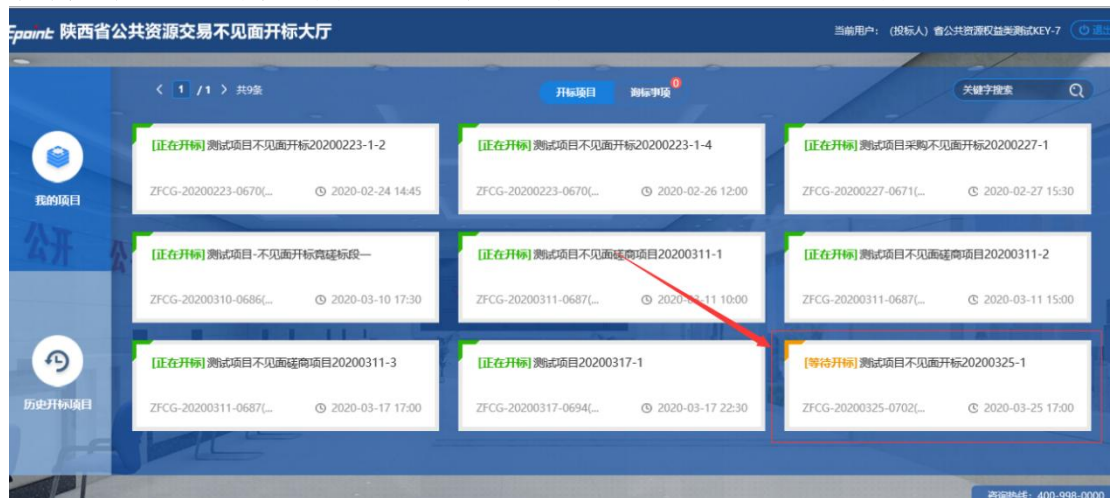 Epoint 陕西省公共资源交易不见面开标大厅
当前用户： (投标人) 省公共资源权益类测试KEY-7 退出
< 1 / 1 > 共9条
开标项目 询标事项 0
关键字搜索
我的项目
历史开标项目
公开
公
[正在开标] 测试项目不见面开标20200223-1-2
ZFCG-20200223-0670(... 2020-02-24 14:45
[正在开标] 测试项目不见面开标20200223-1-4
ZFCG-20200223-0670(... 2020-02-26 12:00
[正在开标] 测试项目采购不见面开标20200227-1
ZFCG-20200227-0671(... 2020-02-27 15:30
[正在开标] 测试项目-不见面开标竞磋标段一
ZFCG-20200310-0686(... 2020-03-10 17:30
[正在开标] 测试项目不见面磋商项目20200311-1
ZFCG-20200311-0687(... 2020-03-11 10:00
[正在开标] 测试项目不见面磋商项目20200311-2
ZFCG-20200311-0687(... 2020-03-11 15:00
[正在开标] 测试项目不见面磋商项目20200311-3
ZFCG-20200311-0687(... 2020-03-17 17:00
[正在开标] 测试项目20200317-1
ZFCG-20200317-0694(... 2020-03-17 22:30
[等待开标] 测试项目不见面开标20200325-1
ZFCG-20200325-0702(... 2020-03-25 17:00
咨询热线：400-998-0000